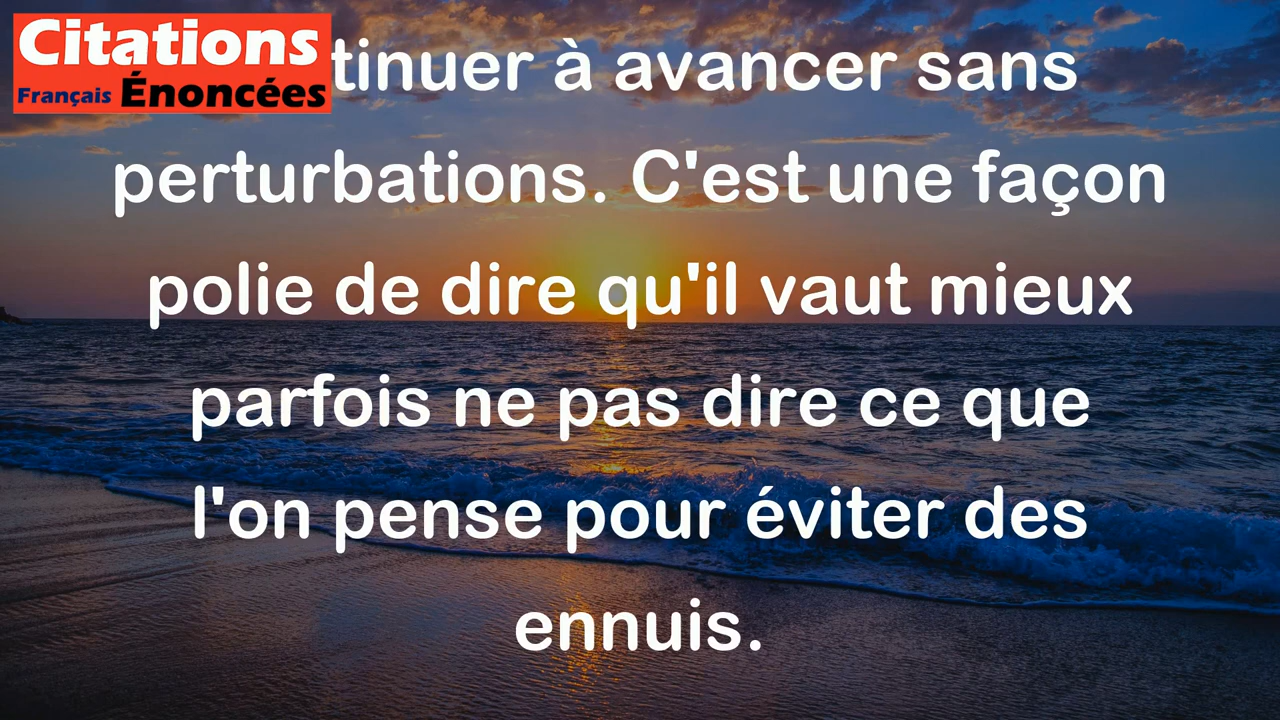 Citations
Français Énoncées
tinuer à avancer sans
perturbations. C'est une façon
polie de dire qu'il vaut mieux
parfois ne pas dire ce que
l'on pense pour éviter des
ennuis.